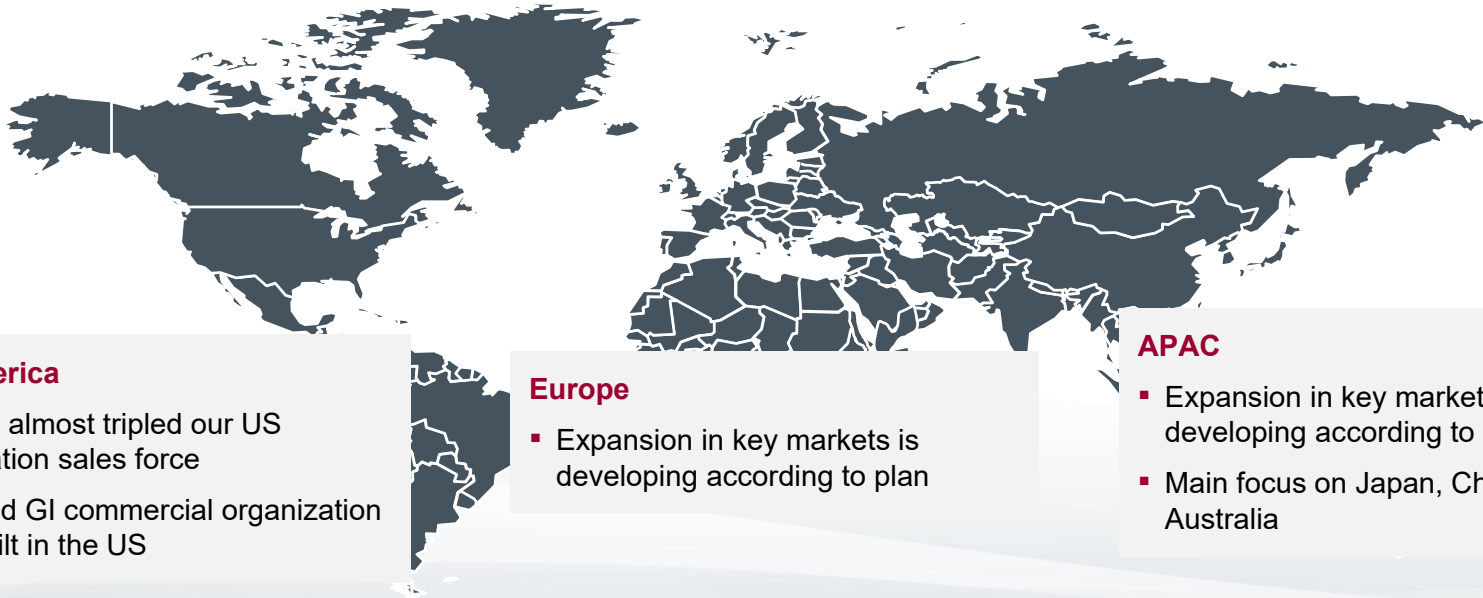 erica
almost tripled our US
ation sales force
d GI commercial organization
ilt in the US
Europe
▪ Expansion in key markets is
developing according to plan
APAC
▪ Expansion in key market
developing according to
▪ Main focus on Japan, Ch
Australia